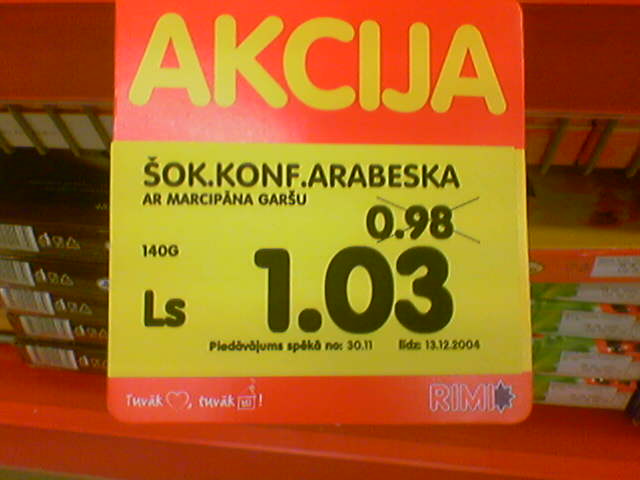 AKCIJA
ŠOK.KONF.ARABESKA
AR MARCIPĀNA GARŠU
0.98
140G
Ls 1.03
Piedāvājums spēkā no: 30.11 līdz: 13.12.2004
Tuvāk , tuvāk !
RIMI